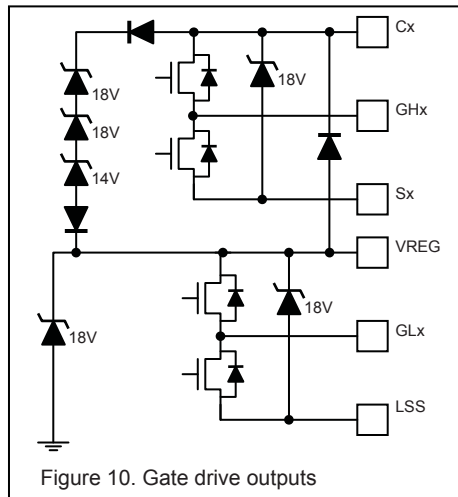 Cx
18V
18V
18V
GHx
14V
Sx
VREG
18V
18V
GLx
LSS
Figure 10. Gate drive outputs